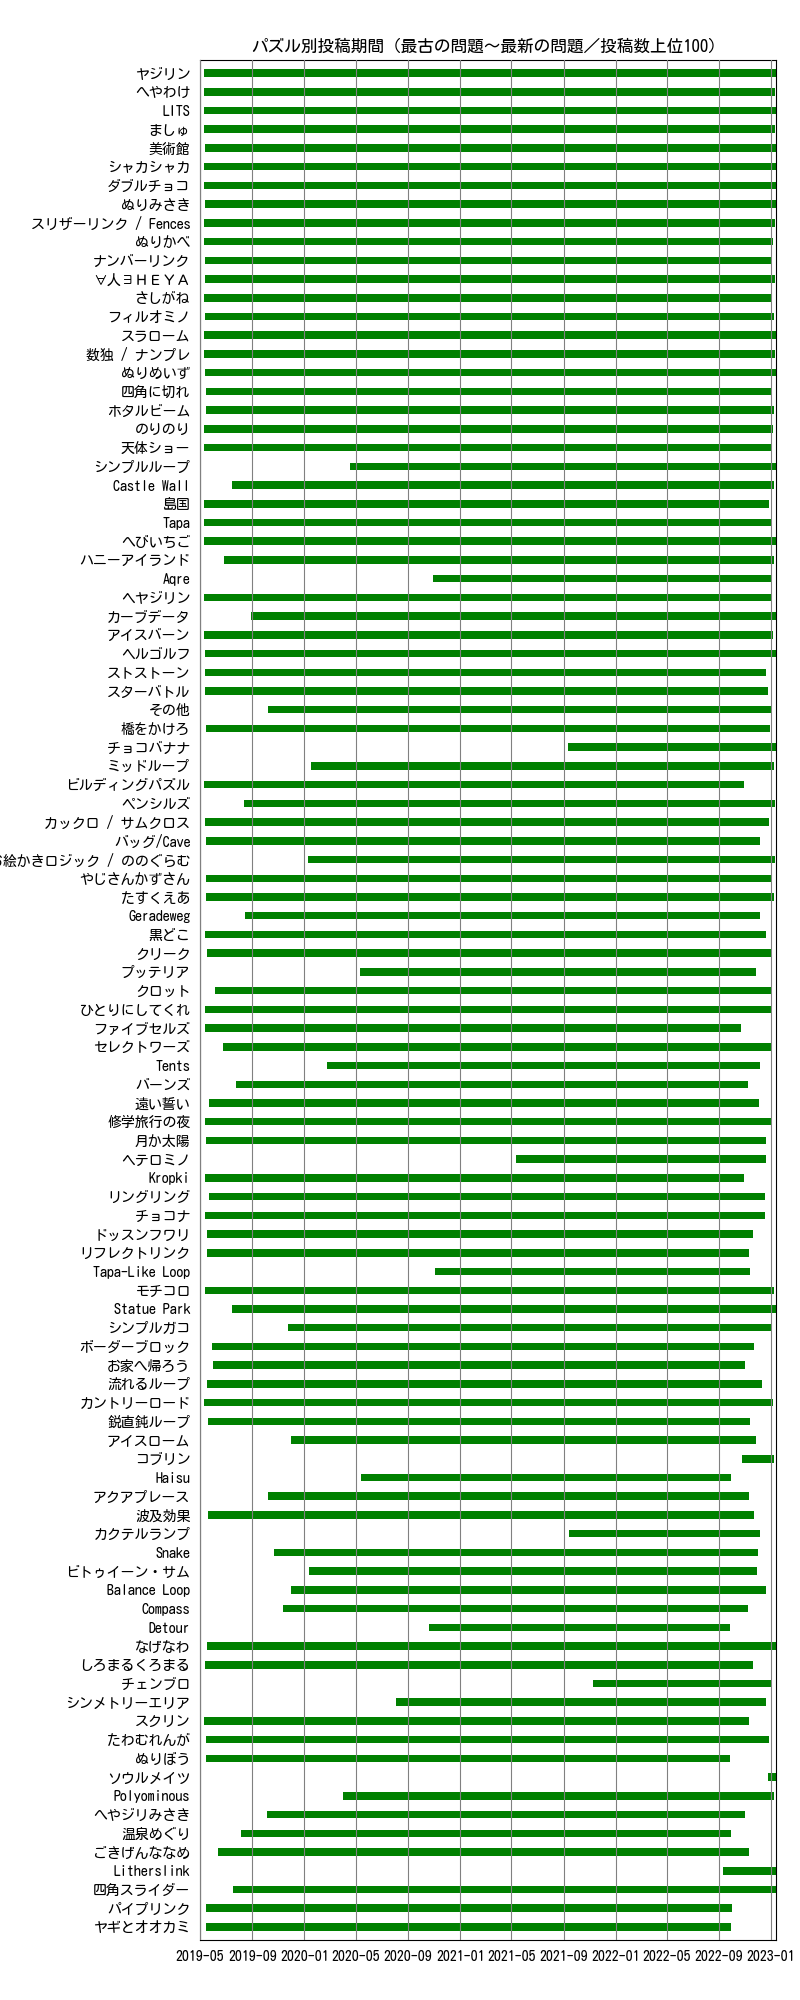 パズル別投稿期間（最古の問題～最新の問題／投稿数上位100）
ヤジリン
へやわけ
LITS
ましゅ
美術館
シャカシャカ
ダブルチョコ
ぬりみさき
スリザーリンク / Fences
ぬりかべ
ナンバーリンク
∀人∃ＨＥＹＡ
さしがね
フィルオミノ
スラローム
数独 / ナンプレ
ぬりめいず
四角に切れ
ホタルビーム
のりのり
天体ショー
シンプルループ
Castle Wall
島国
Tapa
へびいちご
ハニーアイランド
Aqre
ヘヤジリン
カーブデータ
アイスバーン
ヘルゴルフ
ストストーン
スターバトル
その他
橋をかけろ
チョコバナナ
ミッドループ
ビルディングパズル
ペンシルズ
カックロ / サムクロス
バッグ/Cave
絵かきロジック / ののぐらむ
やじさんかずさん
たすくえあ
Geradeweg
黒どこ
クリーク
プッテリア
クロット
ひとりにしてくれ
ファイブセルズ
セレクトワーズ
Tents
バーンズ
遠い誓い
修学旅行の夜
月か太陽
ヘテロミノ
Kropki
リングリング
チョコナ
ドッスンフワリ
リフレクトリンク
Tapa-Like Loop
モチコロ
Statue Park
シンプルガコ
ボーダーブロック
お家へ帰ろう
流れるループ
カントリーロード
鋭直鈍ループ
アイスローム
コブリン
Haisu
アクアプレース
波及効果
カクテルランプ
Snake
ビトゥイーン・サム
Balance Loop
Compass
Detour
なげなわ
しろまるくろまる
チェンブロ
シンメトリーエリア
スクリン
たわむれんが
ぬりぼう
ソウルメイツ
Polyominous
へやジリみさき
温泉めぐり
ごきげんななめ
Litherslink
四角スライダー
パイプリンク
ヤギとオオカミ
2019-05 2019-09 2020-01 2020-05 2020-09 2021-01 2021-05 2021-09 2022-01 2022-05 2022-09 2023-01